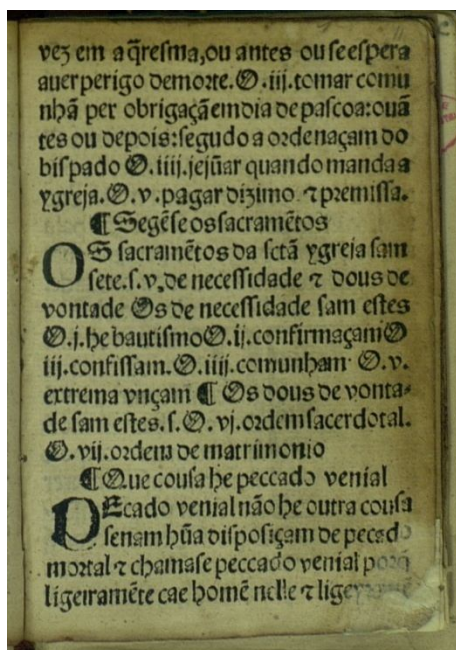 vez em a q̃resma, ou antes ou se espera
auer perigo de morte. O .iij. tomar comu
nhã per obrigaçã em dia de pascoa: ou ã
tes ou depois: segũdo a ordenaçam do
bispado O .iiij. jejũar quando manda a
ygreja. O .v. pagar dizimo ⁊ premissa.
¶ Segẽse os sacramẽtos
OS sacramẽtos da sctã ygreja sam
sete .s. v, de necessidade ⁊ dous de
vontade Os de necessidade sam estes
O .j. he bautismo O .ij. confirmaçam O
iij. confissam. O .iiij. comunham O .v.
extrema vnçam ¶ Os dous de vonta-
de sam estes .s. O .vj. ordem sacerdotal.
O .vij. ordem de matrimonio
¶ Que cousa he peccado venial
PEcado venial não he outra cousa
senam hũa disposiçam de pecado
mortal ⁊ chamase peccado venial porq̃
ligeiramẽte cae homẽ nelle ⁊